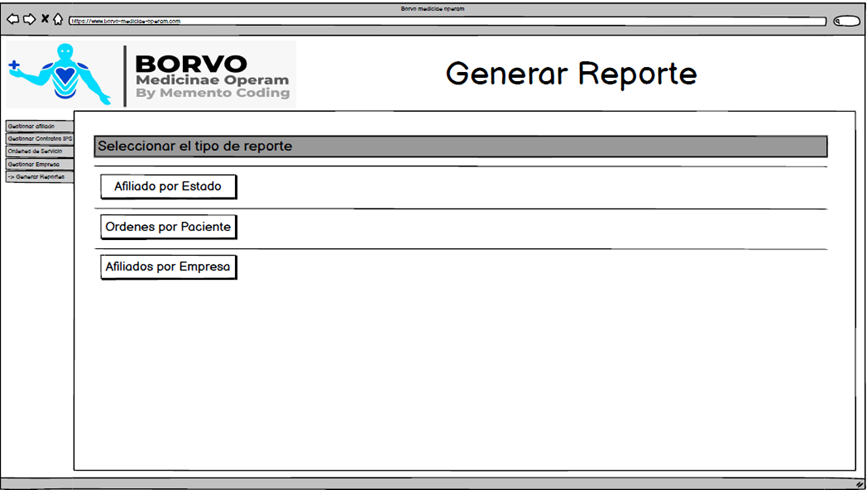 Borvo medicide operam
https://www.borvo-medicide-operam.com
BORVO
Medicinae Operam
By Memento Coding
Generar Reporte
Gestionar afiliado
Gestionar Contratos IPS
Ordenes de Servicio
Gestionar Empresa
-> Generar Reportes
Seleccionar el tipo de reporte
Afiliado por Estado
Ordenes por Paciente
Afiliados por Empresa